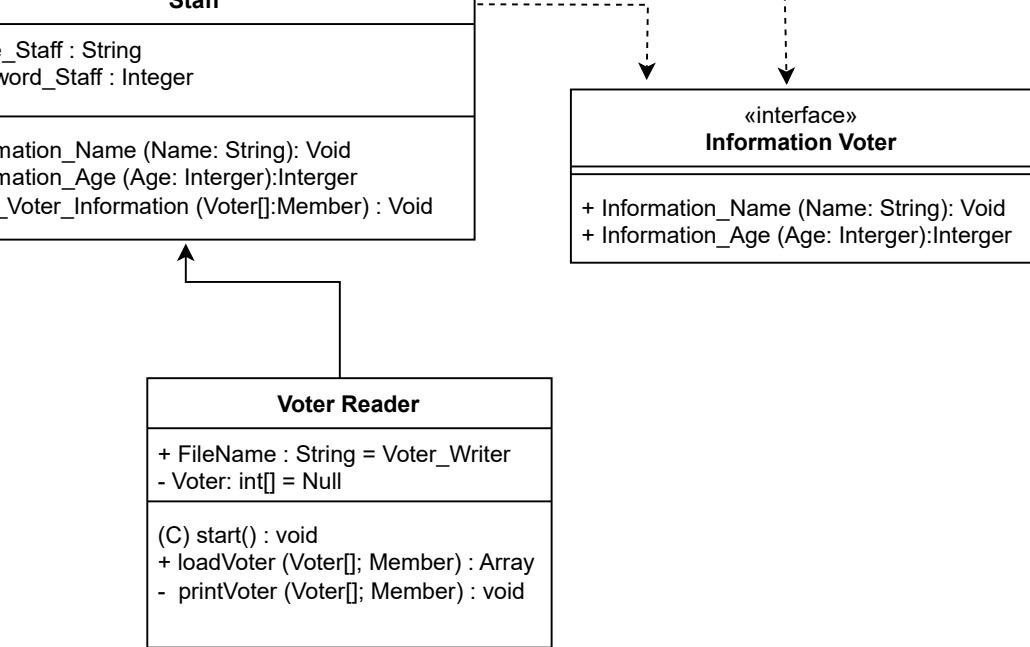 Staff
_Staff : String
word_Staff : Integer
mation_Name (Name: String): Void
mation_Age (Age: Interger):Interger
_Voter_Information (Voter[]:Member) : Void
«interface»
Information Voter
+ Information_Name (Name: String): Void
+ Information_Age (Age: Interger):Interger
Voter Reader
+ FileName : String = Voter_Writer
- Voter: int[] = Null
(C) start() : void
+ loadVoter (Voter[]; Member) : Array
- printVoter (Voter[]; Member) : void